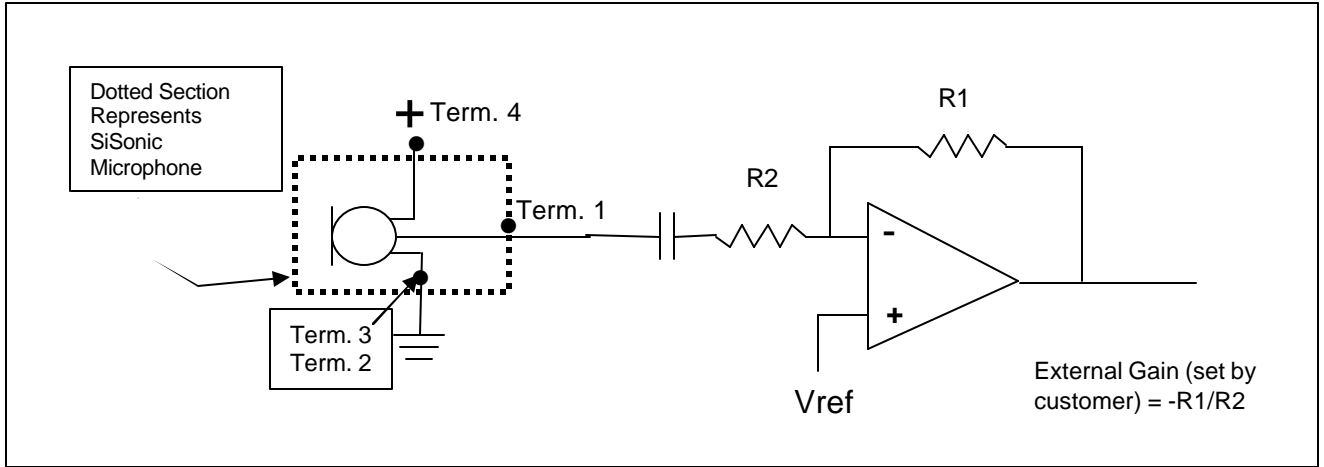 Dotted Section
Represents
SiSonic
Microphone
+ Term. 4
Term. 1
Term. 3
Term. 2
R2
R1
-
+
Vref
External Gain (set by
customer) = -R1/R2